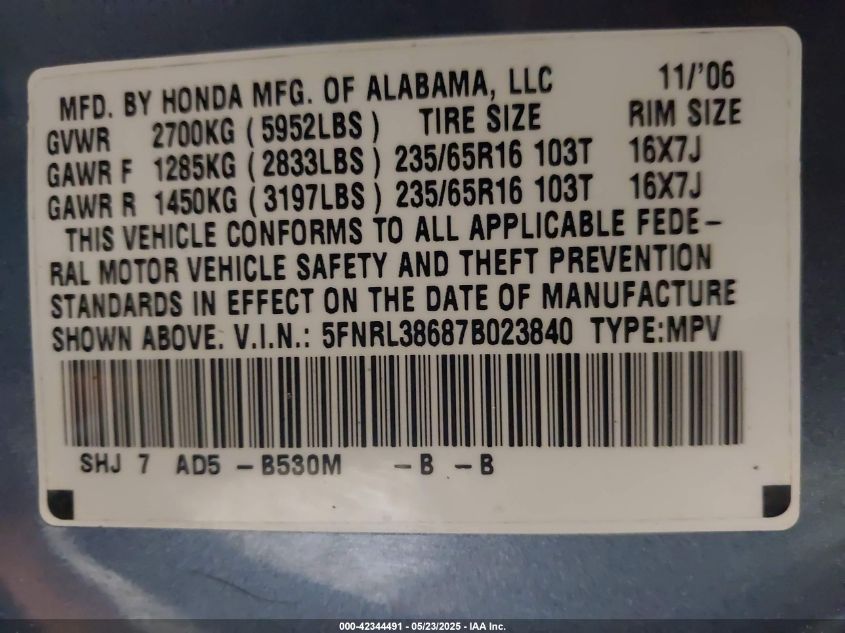 MFD. BY HONDA MFG. OF ALABAMA, LLC 11/'06
GVWR 2700KG (5952LBS) TIRE SIZE RIM SIZE
GAWR F 1285KG (2833LBS) 235/65R16 103T 16X7J
GAWR R 1450KG (3197LBS) 235/65R16 103T 16X7J
THIS VEHICLE CONFORMS TO ALL APPLICABLE FEDE-
RAL MOTOR VEHICLE SAFETY AND THEFT PREVENTION
STANDARDS IN EFFECT ON THE DATE OF MANUFACTURE
SHOWN ABOVE: V.I.N.: 5FNRL38687B023840 TYPE:MPV
SHJ 7 AD5 - B530M - B - B
000-42344491 - 05/23/2025 - IAA Inc.